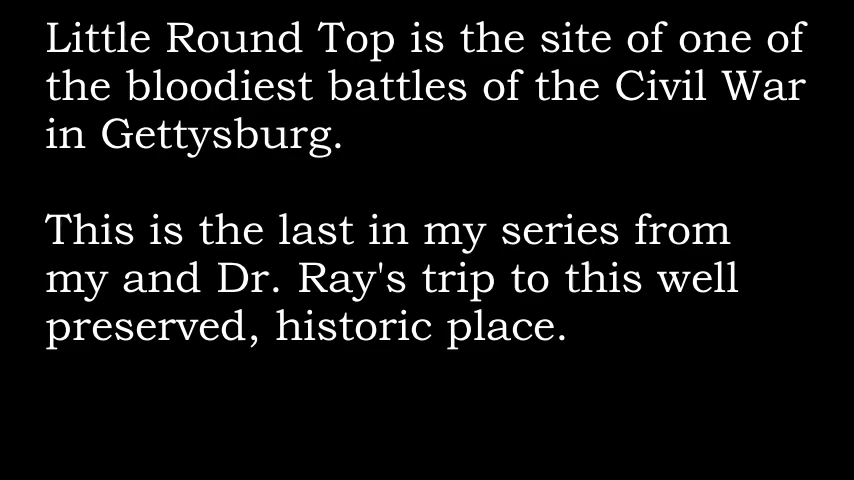 Little Round Top is the site of one of
the bloodiest battles of the Civil War
in Gettysburg.
This is the last in my series from
my and Dr. Ray's trip to this well
preserved, historic place.